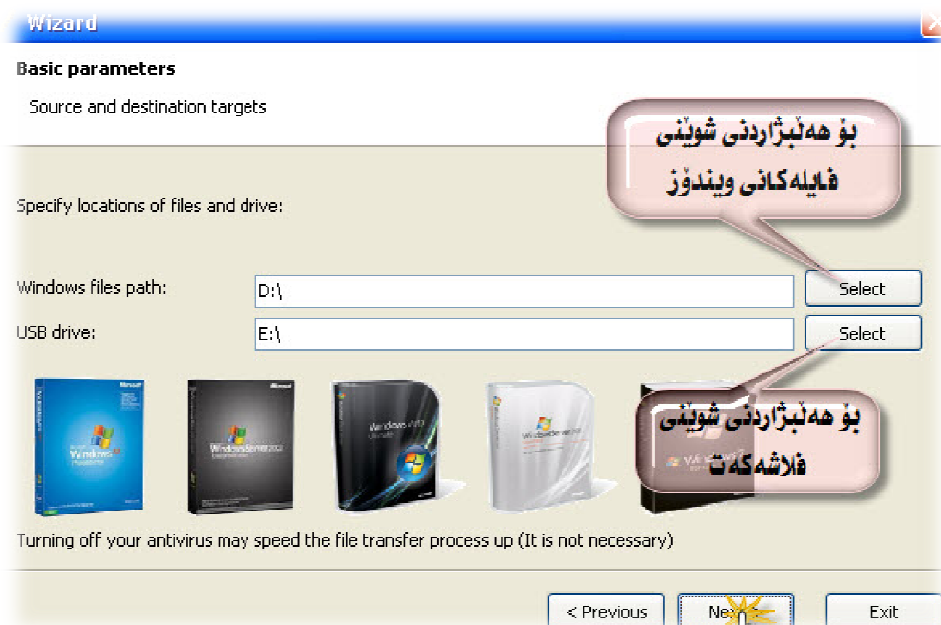 Wizard
Basic parameters
Source and destination targets
بۆ هەڵبژاردنی شوێنی
فایلەکانی ویندۆز
Specify locations of files and drive:
Windows files path:
D:\
Select
USB drive:
E:\
Select
بۆ هەڵبژاردنی شوێنی
فلاشەکەت
Turning off your antivirus may speed the file transfer process up (It is not necessary)
< Previous
Exit